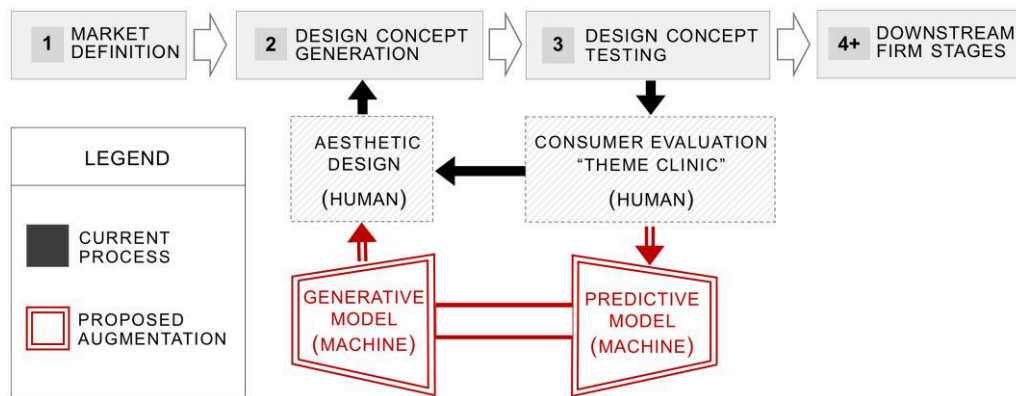 1 MARKET
DEFINITION
2 DESIGN CONCEPT
GENERATION
3 DESIGN CONCEPT
TESTING
4+ DOWNSTREAM
FIRM STAGES
LEGEND
CURRENT
PROCESS
PROPOSED
AUGMENTATION
AESTHETIC
DESIGN
(HUMAN)
CONSUMER EVALUATION
“THEME CLINIC”
(HUMAN)
GENERATIVE
MODEL
(MACHINE)
PREDICTIVE
MODEL
(MACHINE)